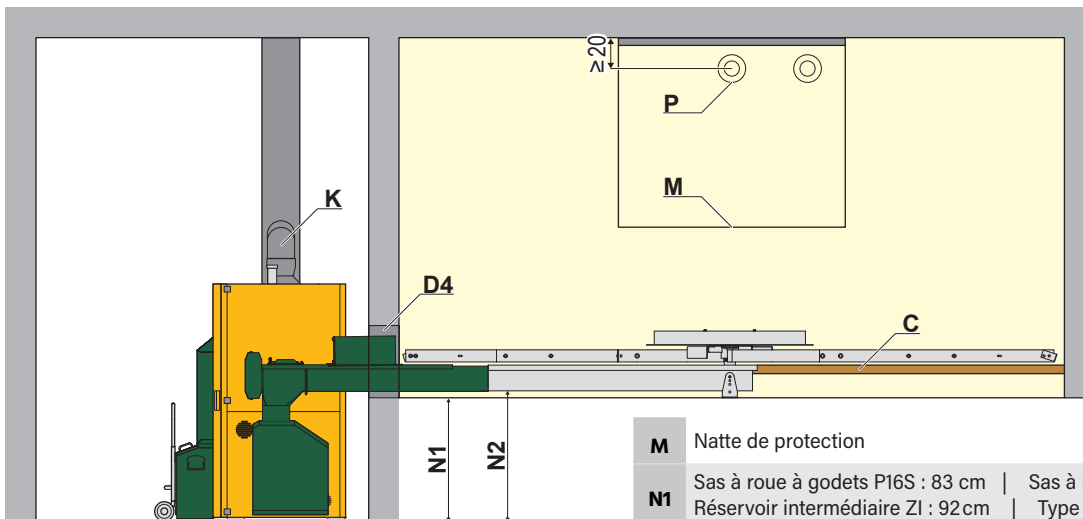 ≥ 20
P
M
K
D4
C
N1
N2
M Natte de protection
N1 Sas à roue à godets P16S : 83 cm | Sas à
Réservoir intermédiaire ZI : 92 cm | Type